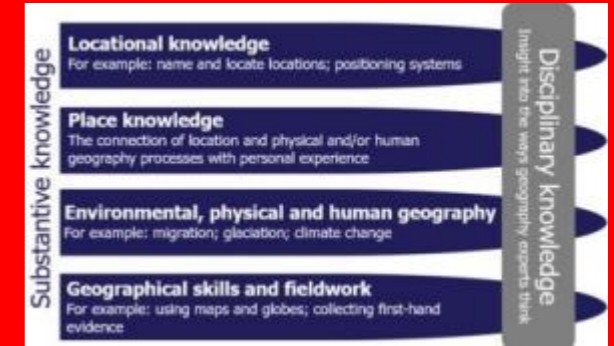 Substantive knowledge
Locational knowledge
For example: name and locate locations; positioning systems
Place knowledge
The connection of location and physical and/or human
geography processes with personal experience
Environmental, physical and human geography
For example: migration; glaciation; climate change
Geographical skills and fieldwork
For example: using maps and globes; collecting first-hand
evidence
Disciplinary knowledge
Insight into the ways geography experts think